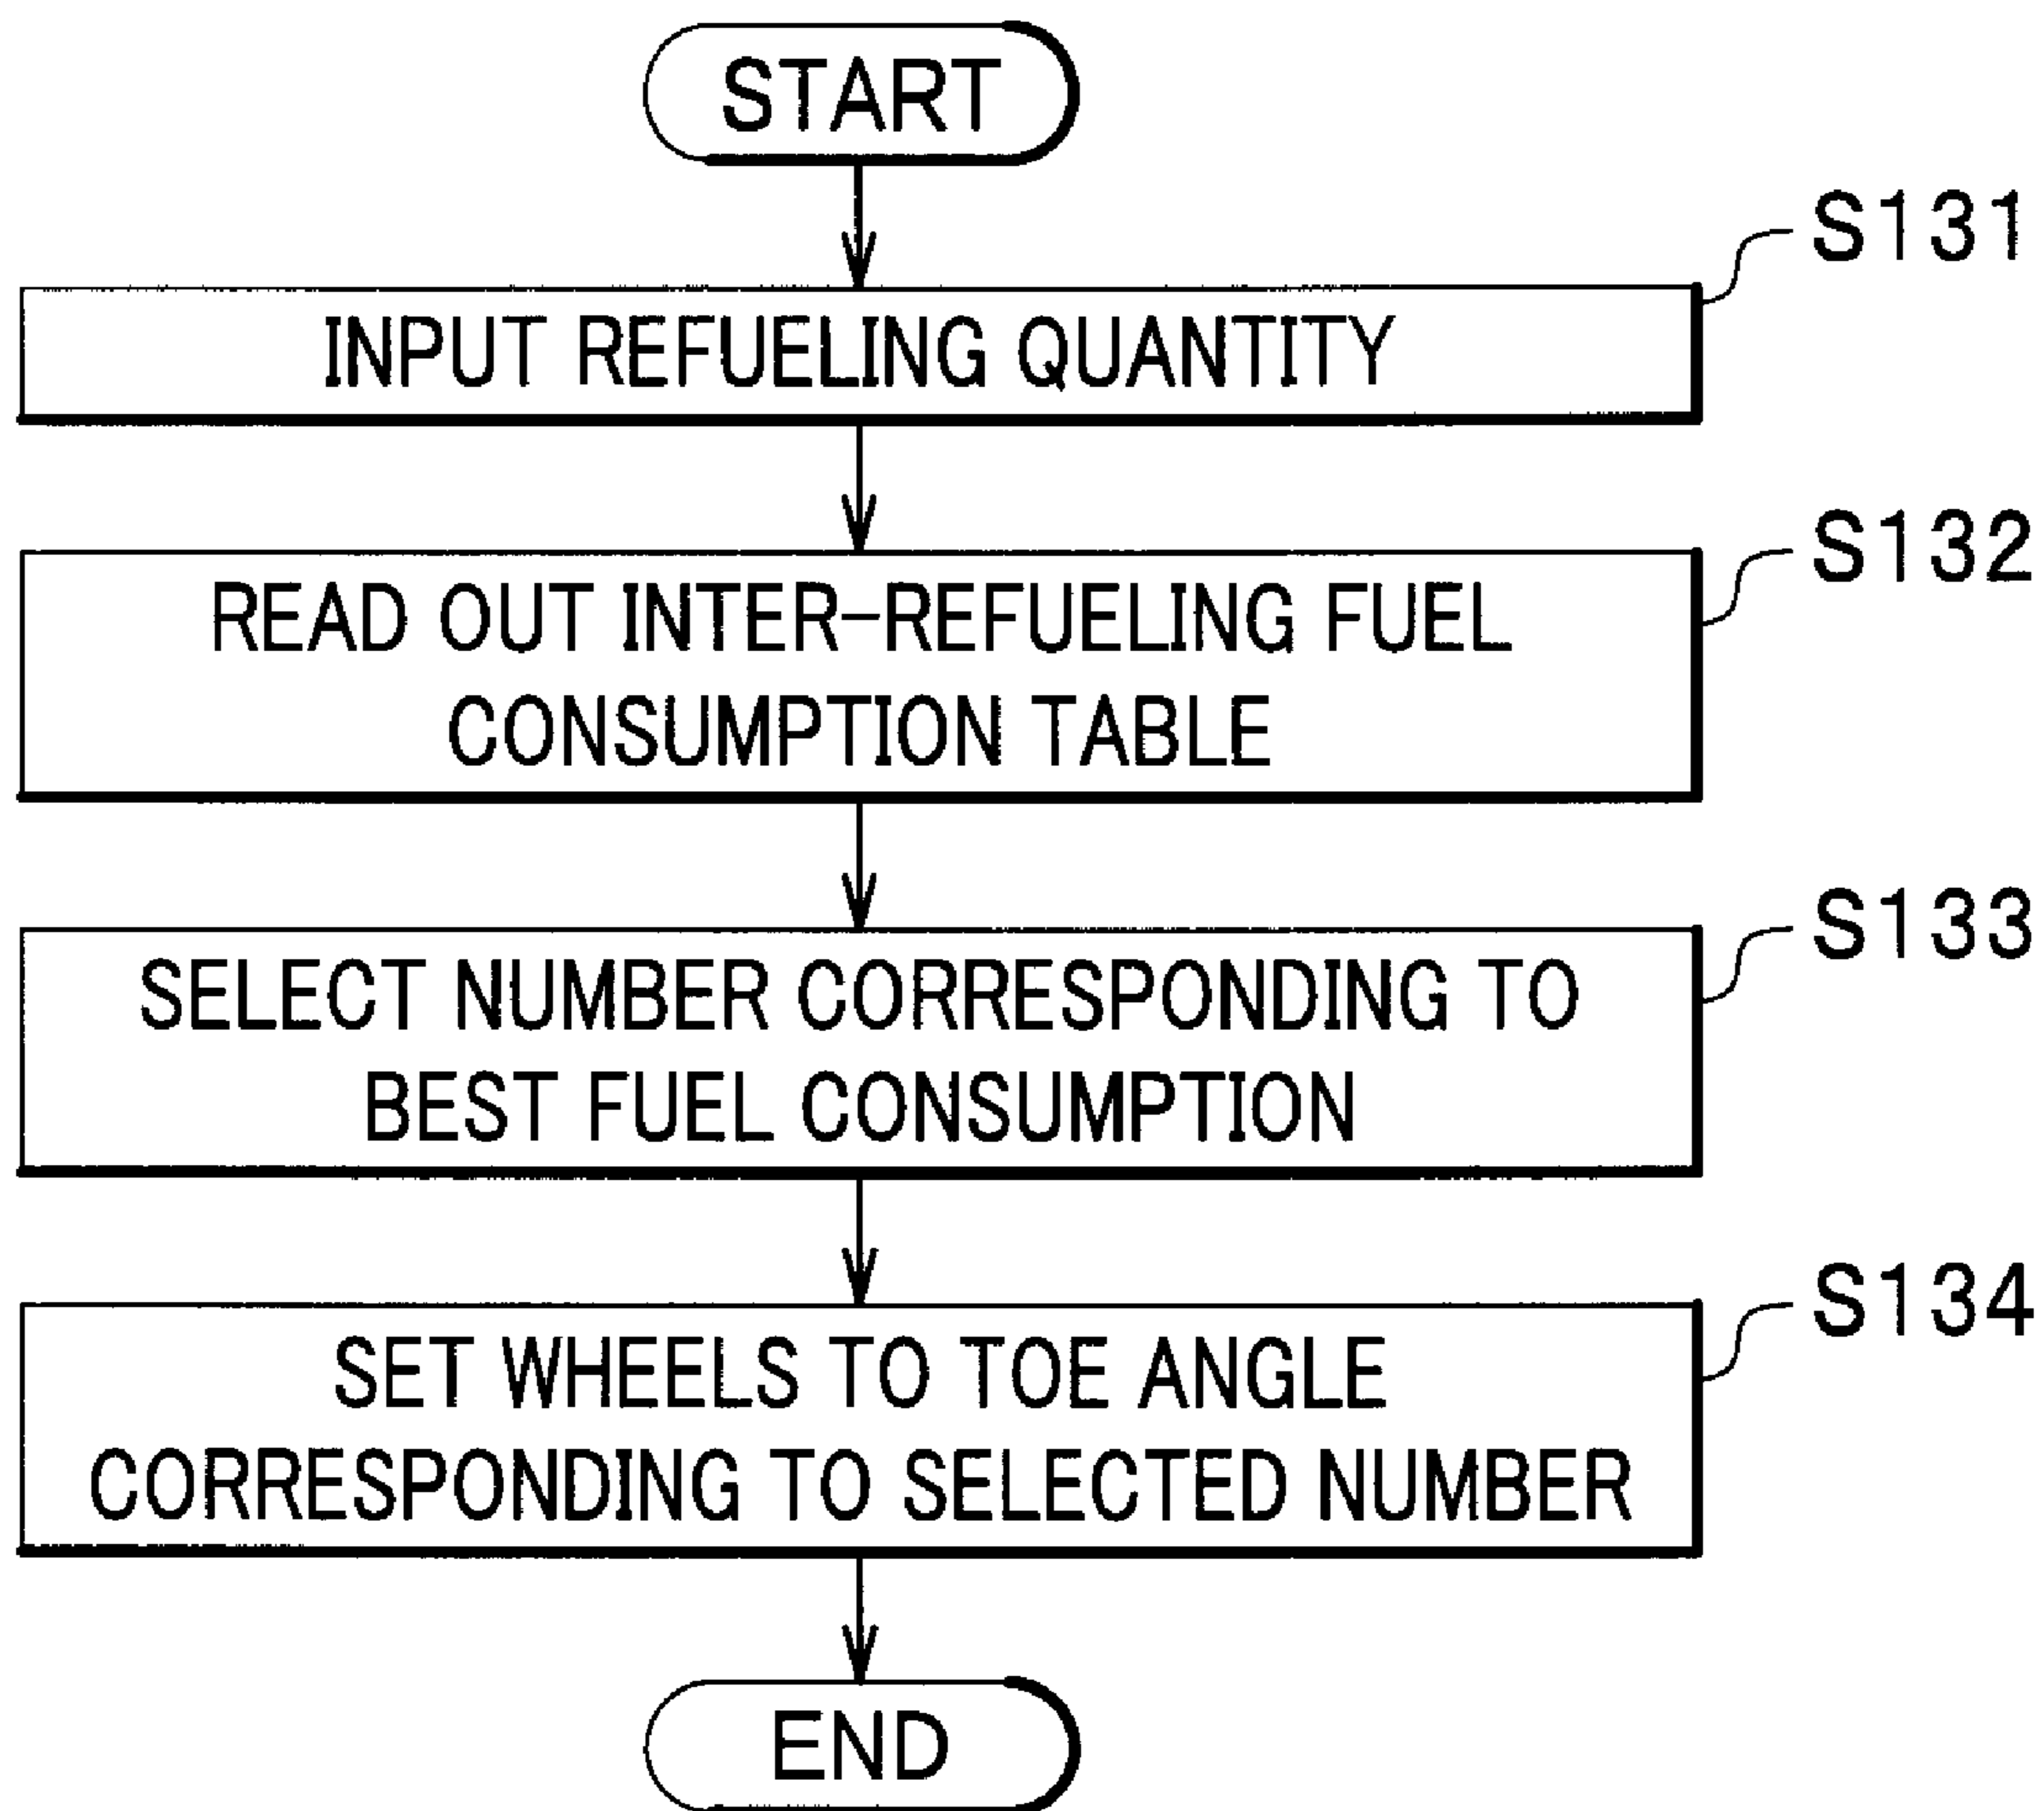 START
S131
INPUT REFUELING QUANTITY
S132
READ OUT INTER-REFUELING FUEL
CONSUMPTION TABLE
S133
SELECT NUMBER CORRESPONDING TO
BEST FUEL CONSUMPTION
S134
SET WHEELS TO TOE ANGLE
CORRESPONDING TO SELECTED NUMBER
END